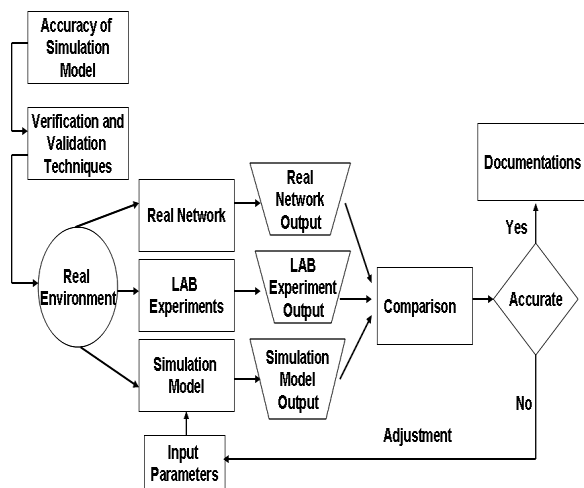 Accuracy of
Simulation
Model
Verification and
Validation
Techniques
Real
Environment
Real Network
LAB
Experiments
Simulation
Model
Input
Parameters
Real
Network
Output
LAB
Experiment
Output
Simulation
Model
Output
Comparison
Accurate
Yes
Documentations
No
Adjustment